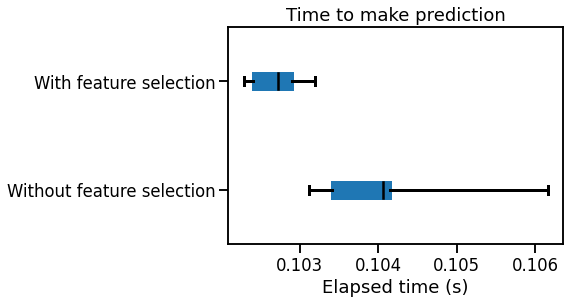 Time to make prediction
With feature selection
Without feature selection
0.103 0.104 0.105 0.106
Elapsed time (s)